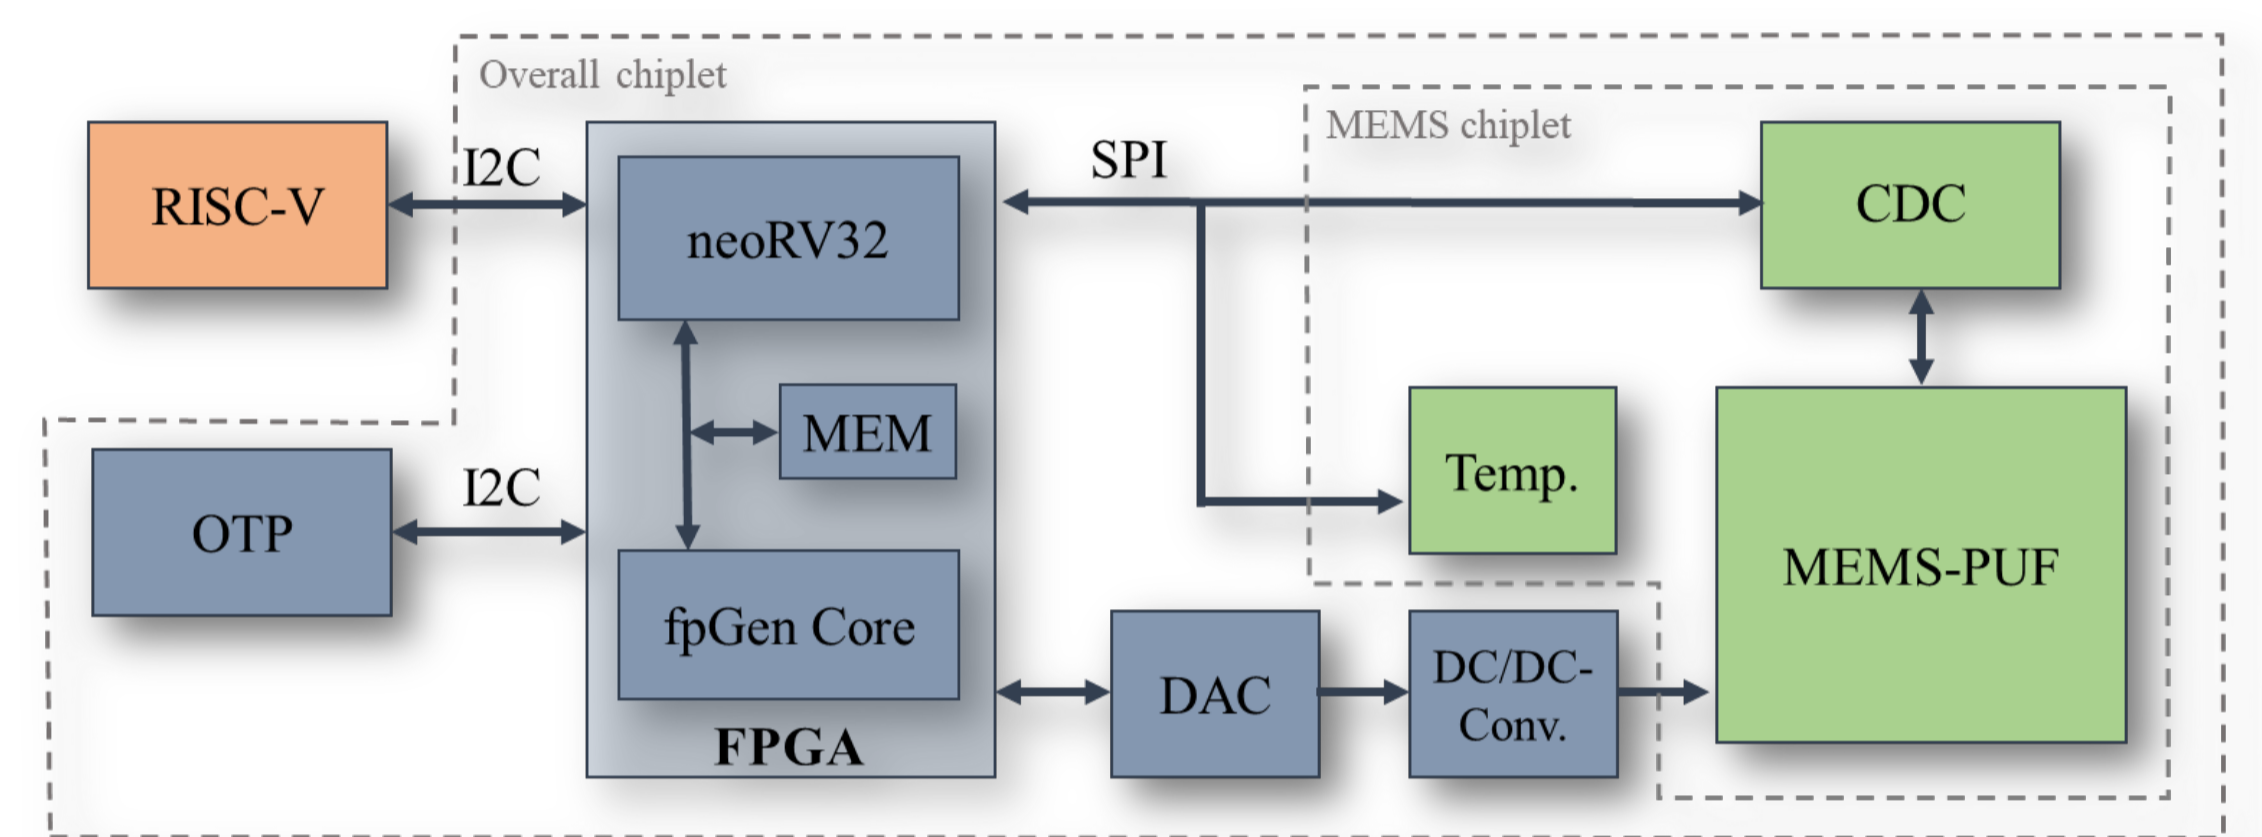 Overall chiplet
MEMS chiplet
RISC-V
I2C
neoRV32
SPI
CDC
MEM
Temp.
OTP
I2C
fpGen Core
MEMS-PUF
DAC
DC/DC-
Conv.
FPGA